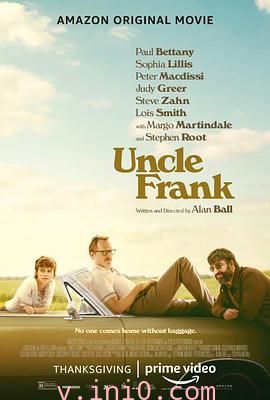 AMAZON ORIGINAL MOVIE
Paul Bettany
Sophia Lillis
Peter Macdissi
Judy Greer
Steve Zahn
Lois Smith
with Margo Martindale
and Stephen Root
Uncle
Frank
Written and Directed by Alan Ball
No one comes home without baggage.
THANKSGIVING | prime video
v.ini0.com